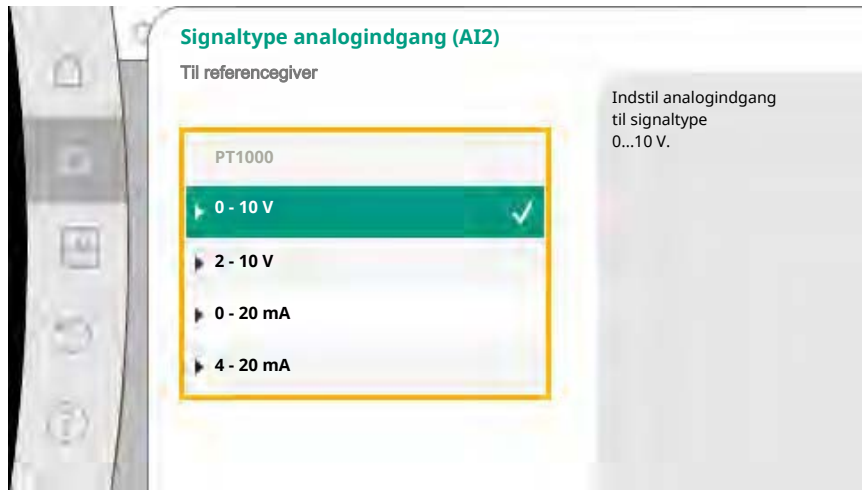 Signaltype analogindgang (AI2)
Til referencegiver
Indstil analogindgang
til signaltype
0...10 V.
PT1000
0 - 10 V
2 - 10 V
0 - 20 mA
4 - 20 mA